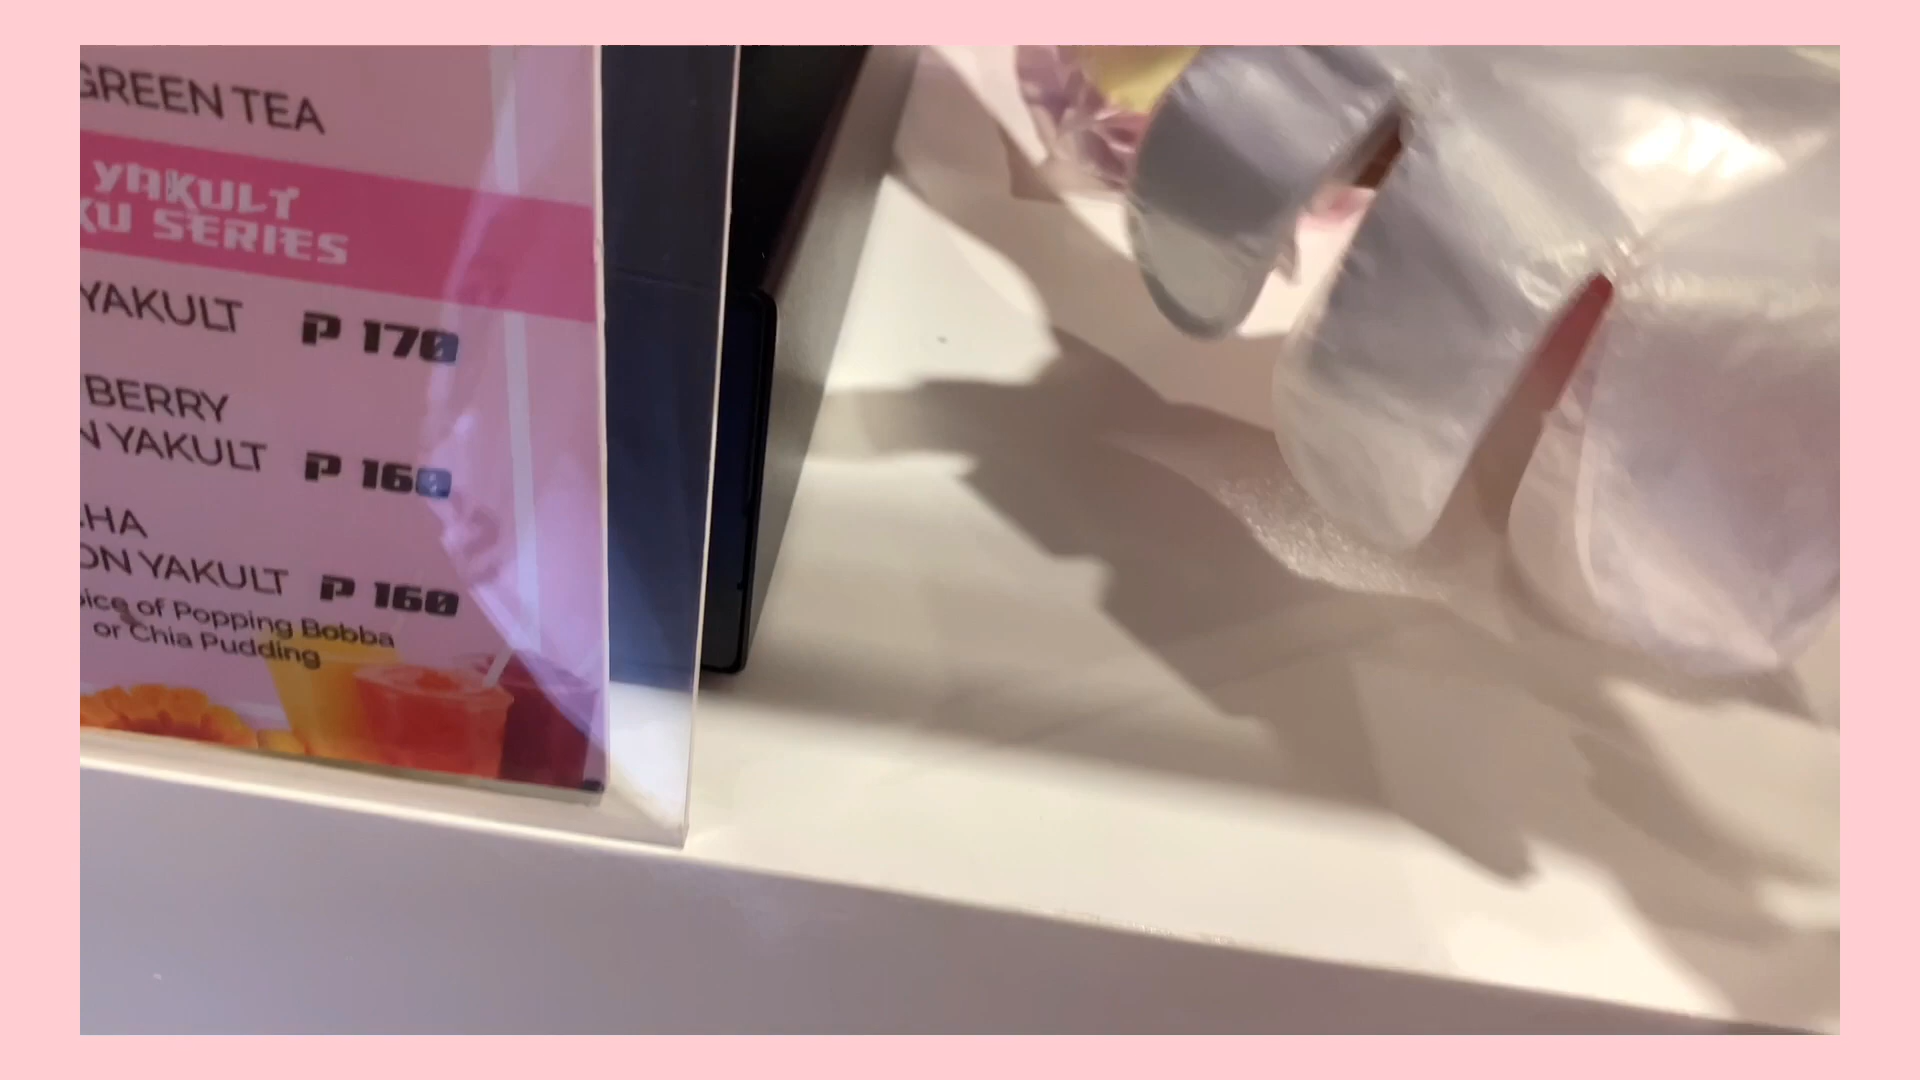 GREEN TEA
YAKULT
KU SERIES
YAKULT P 170
BERRY
N YAKULT P 160
HA
ON YAKULT P 160
ice of Popping Bobba
or Chia Pudding